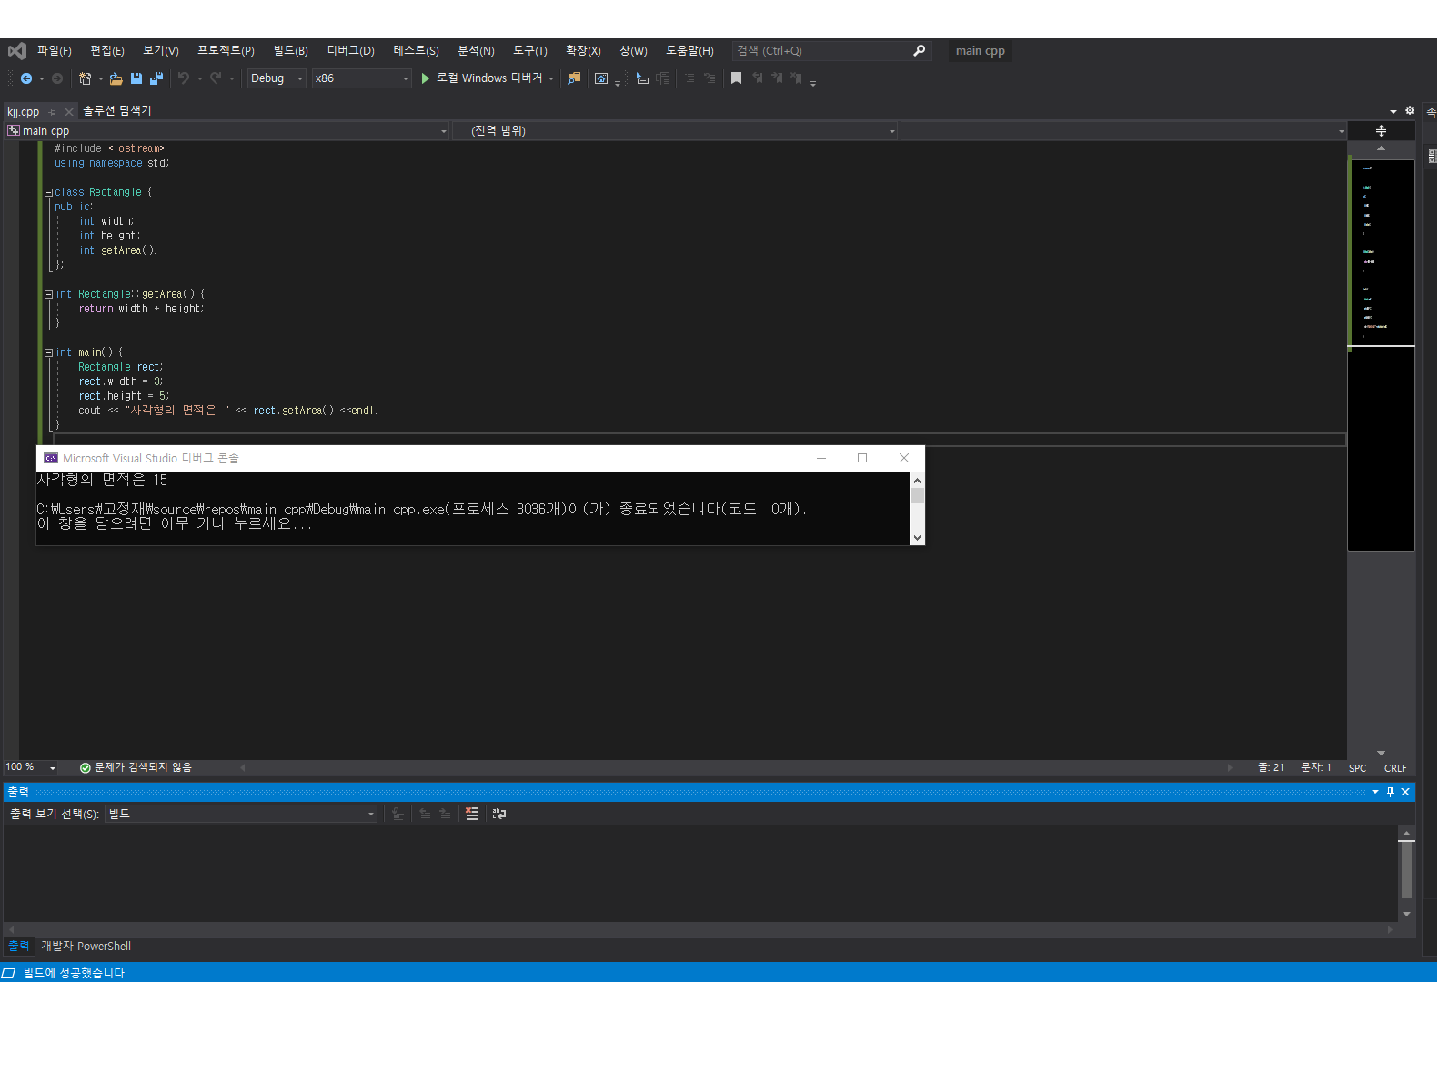 파일(F) 편집(E) 보기(V) 프로젝트(P) 빌드(B) 디버그(D) 테스트(S) 분석(N) 도구(T) 확장(X) 창(W) 도움말(H) 검색 (Ctrl+Q) main cpp
Debug x86 로컬 Windows 디버거
kjj.cpp 솔루션 탐색기
main cpp (전역 범위)
#include < ostream>
using namespace std;
class Rectangle {
pub ic:
int width;
int he ght;
int getArea();
};
int Rectangle::getArea() {
return width * height;
}
int main() {
Rectangle rect;
rect.w dth = 3;
rect.height = 5;
cout << "사각형의 면적은 " << rect.getArea() <<endl;
}
Microsoft Visual Studio 디버그 콘솔
사각형의 면적은 15
C:\Users\고정재\source\repos\main cpp\Debug\main cpp.exe(프로세스 개)이(가) 종료되었습니다(코드 0개).
이 창을 닫으려면 아무 키나 누르세요...
100 % 문제가 검색되지 않음 줄: 21 문자: 1 SPC CRLF
출력
출력 보기 선택(S): 빌드
출력 개발자 PowerShell
빌드에 성공했습니다
속